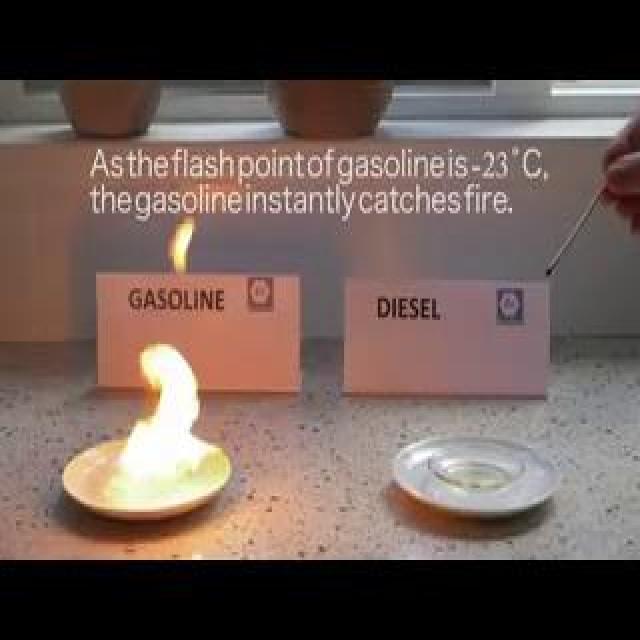 As the flash point of gasoline is -23°C,
the gasoline instantly catches fire.
GASOLINE
DIESEL